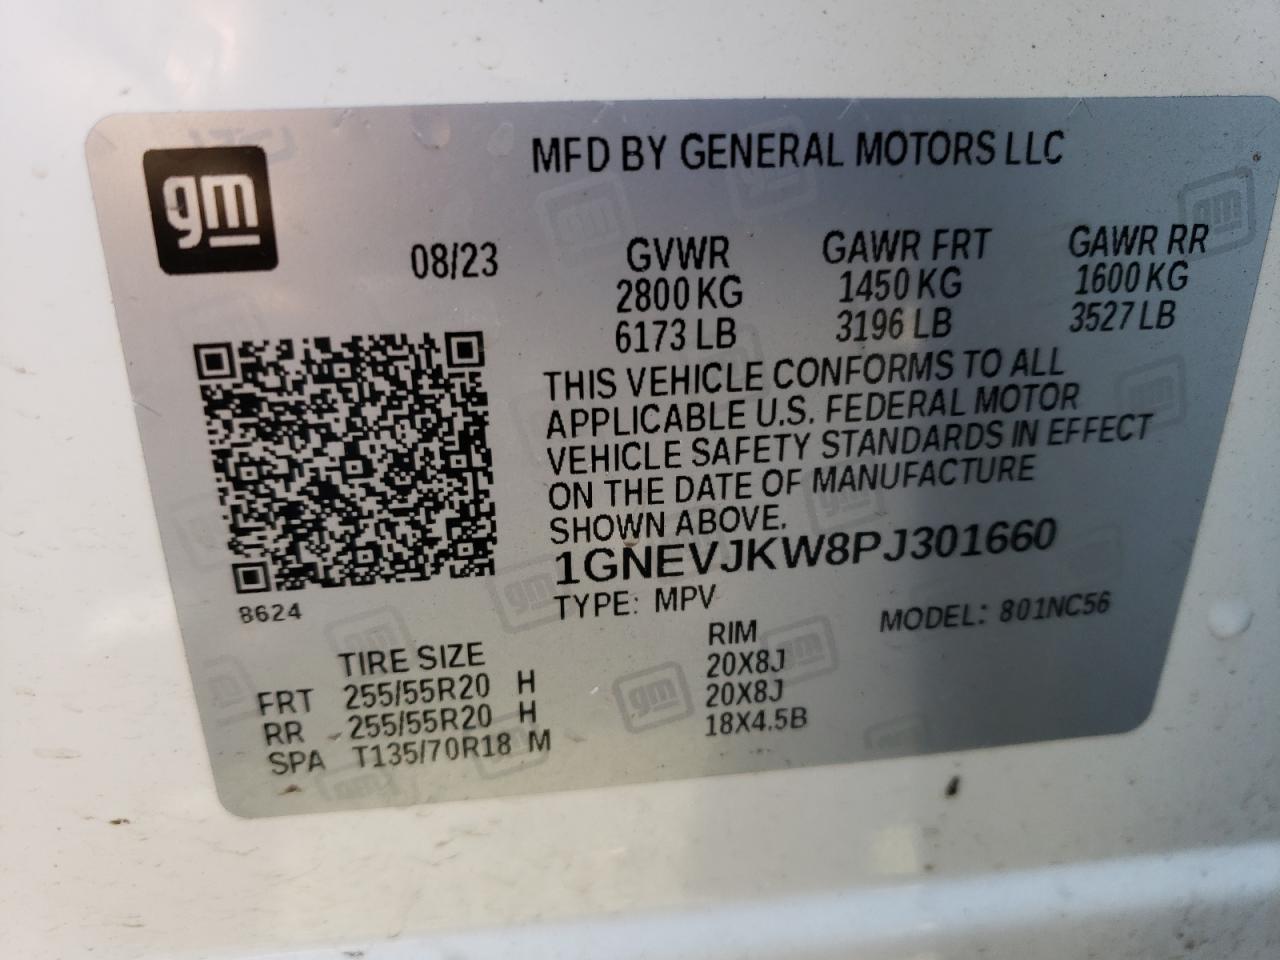 gm
MFD BY GENERAL MOTORS LLC
08/23
GVWR GAWR FRT GAWR RR
2800 KG 1450 KG 1600 KG
6173 LB 3196 LB 3527 LB
THIS VEHICLE CONFORMS TO ALL
APPLICABLE U.S. FEDERAL MOTOR
VEHICLE SAFETY STANDARDS IN EFFECT
ON THE DATE OF MANUFACTURE
SHOWN ABOVE.
1GNEVJKW8PJ301660
TYPE: MPV MODEL: 801NC56
8624
TIRE SIZE RIM
FRT 255/55R20 H 20X8J
RR 255/55R20 H 20X8J
SPA T135/70R18 M 18X4.5B